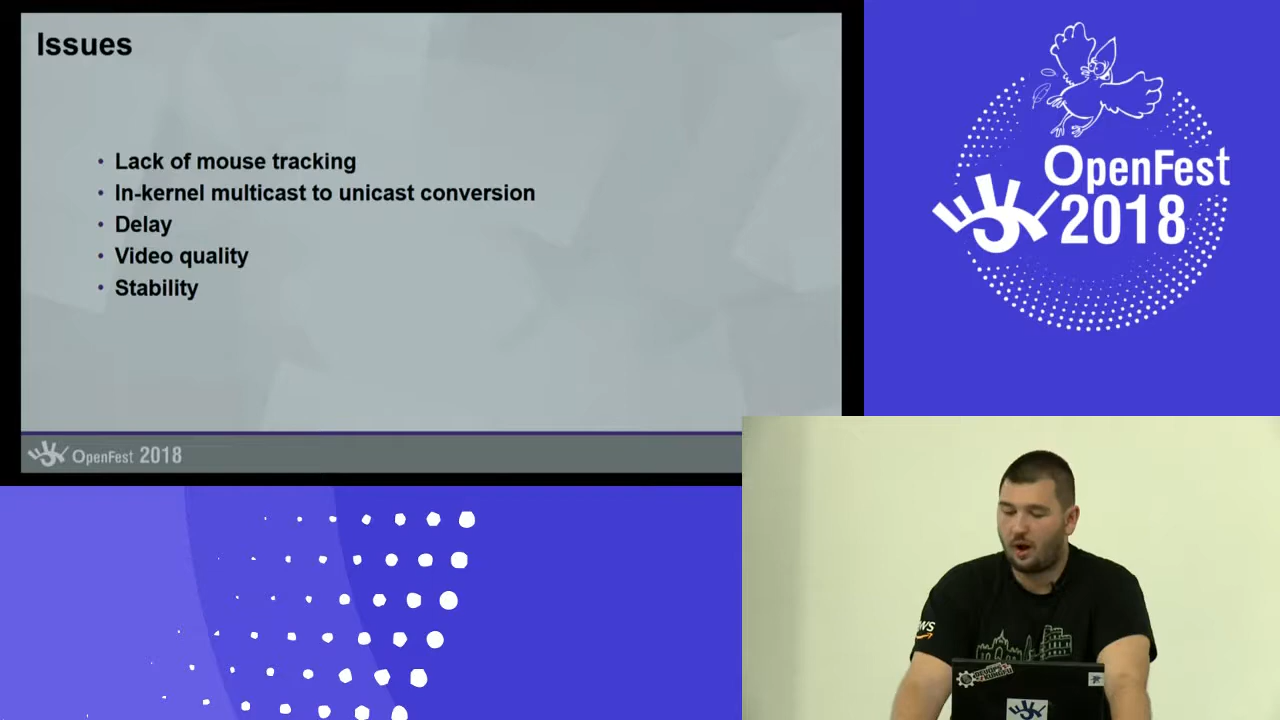 Issues
• Lack of mouse tracking
• In-kernel multicast to unicast conversion
• Delay
• Video quality
• Stability
OpenFest 2018
OpenFest
2018